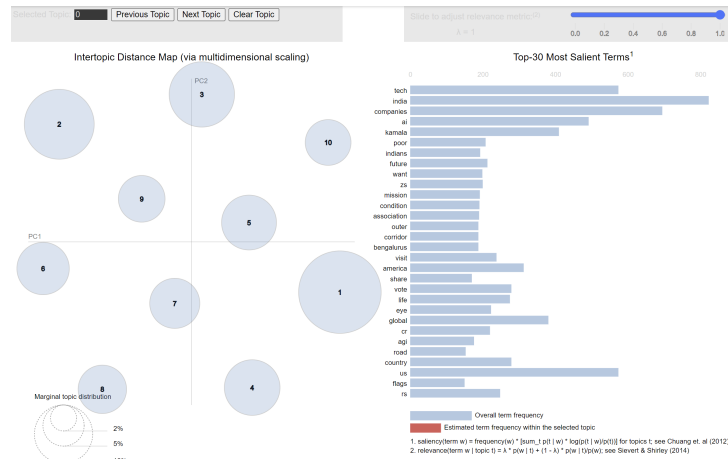 Selected Topic: 0 Previous Topic Next Topic Clear Topic
Slide to adjust relevance metric:(2)
λ = 1
0.0 0.2 0.4 0.6 0.8 1.0
Intertopic Distance Map (via multidimensional scaling)
PC2
3
2
10
9
5
PC1
6
1
7
8
4
Marginal topic distribution
2%
5%
Top-30 Most Salient Terms1
0 200 400 600 800
tech
india
companies
ai
kamala
poor
indians
future
want
zs
mission
condition
association
outer
corridor
bengalurus
visit
america
share
vote
life
eye
global
cr
agi
road
country
us
flags
rs
Overall term frequency
Estimated term frequency within the selected topic
1. saliency(term w) = frequency(w) * [sum_t p(t | w) * log(p(t | w)/p(t))] for topics t; see Chuang et. al (2012)
2. relevance(term w | topic t) = λ * p(w | t) + (1 - λ) * p(w | t)/p(w); see Sievert & Shirley (2014)